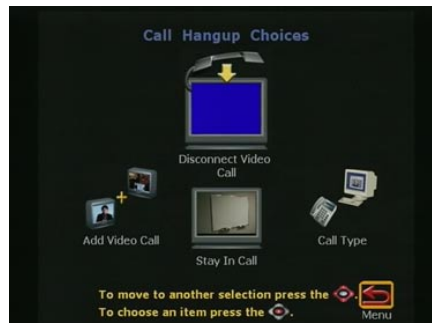 Call Hangup Choices
Disconnect Video
Call
Add Video Call
Stay In Call
Call Type
To move to another selection press the .
To choose an item press the .
Menu